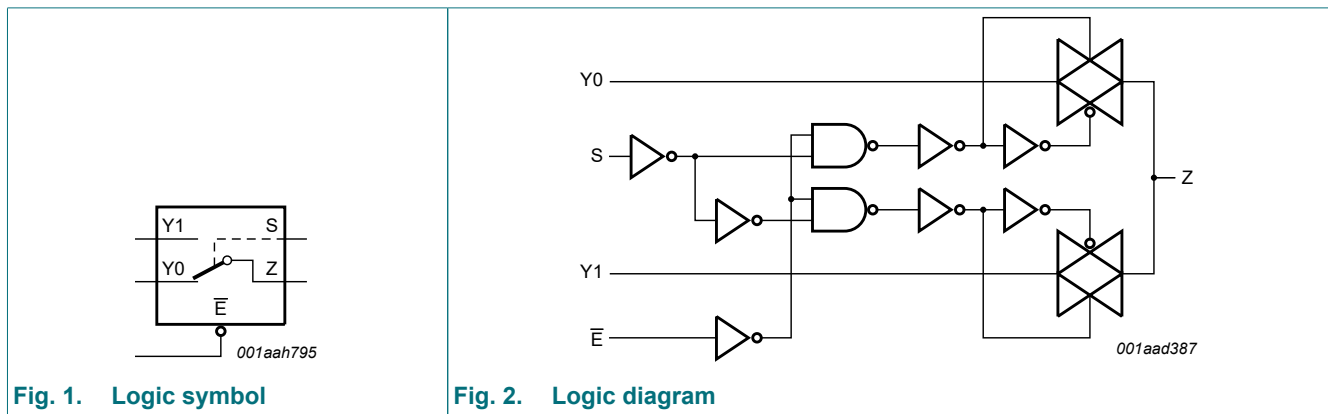 Y1
S
Y0
Z
E̅
001aah795
Fig. 1. Logic symbol
Y0
S
Z
Y1
E̅
001aad387
Fig. 2. Logic diagram